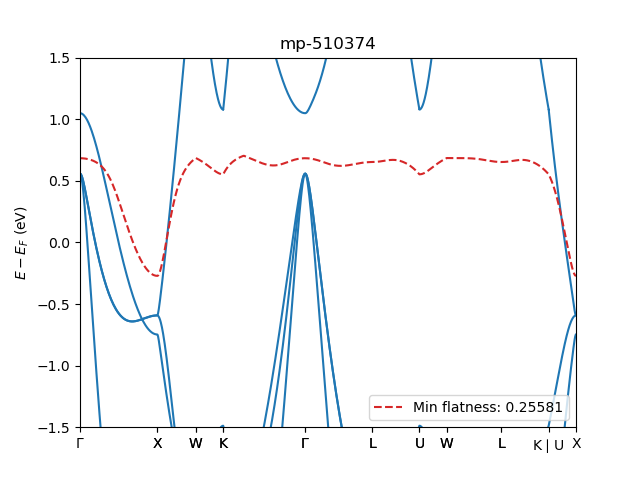 mp-510374
E − E_F (eV)
1.5
1.0
0.5
0.0
−0.5
−1.0
−1.5
Min flatness: 0.25581
Γ X W K Γ L U W L K | U X